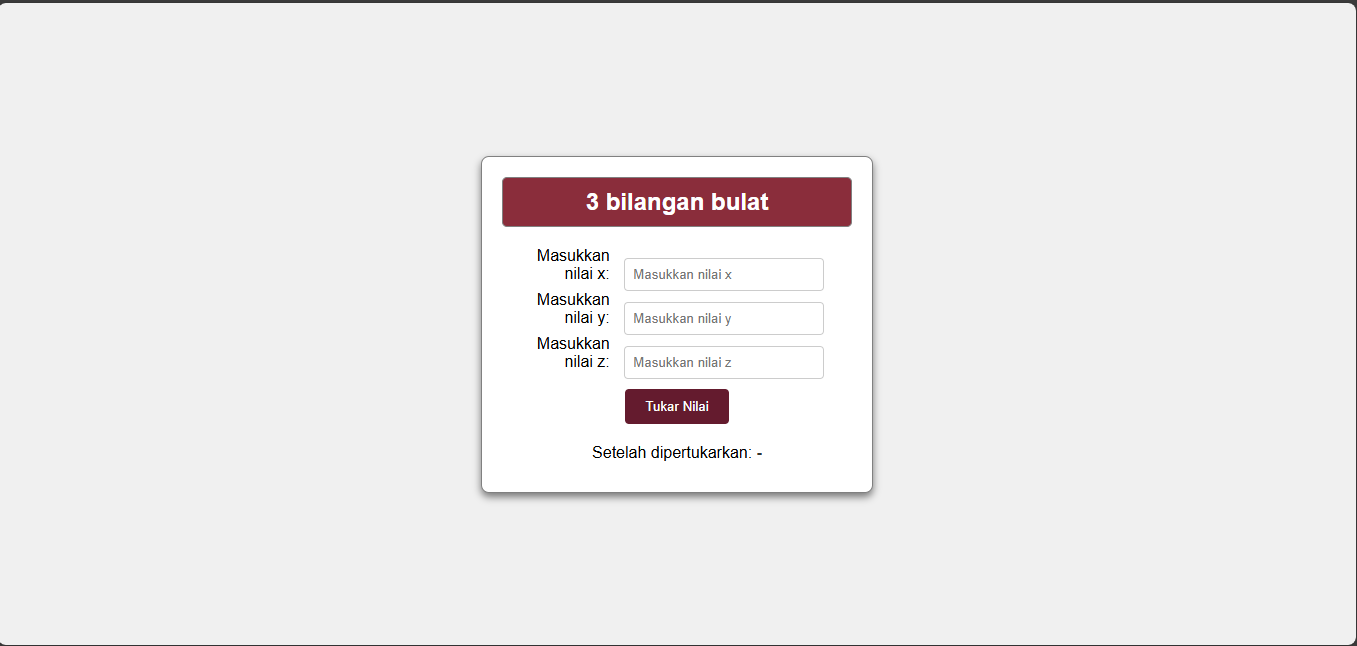 3 bilangan bulat
Masukkan
nilai x:
Masukkan nilai x
Masukkan
nilai y:
Masukkan nilai y
Masukkan
nilai z:
Masukkan nilai z
Tukar Nilai
Setelah dipertukarkan: -